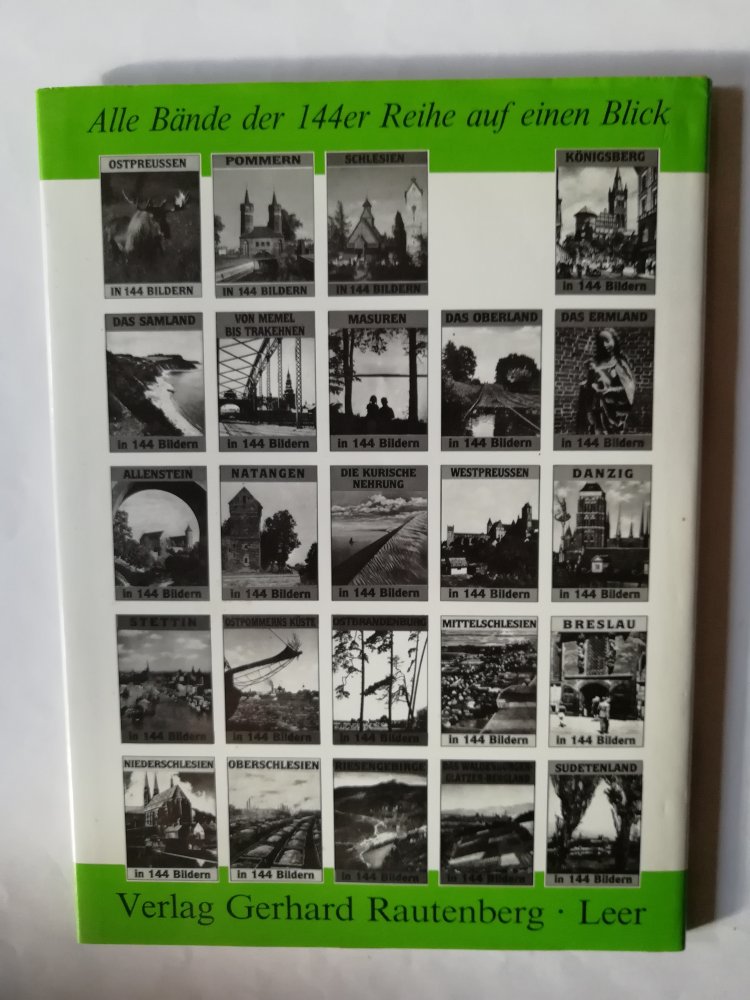 Alle Bände der 144er Reihe auf einen Blick
OSTPREUSSEN
IN 144 BILDERN
POMMERN
IN 144 BILDERN
SCHLESIEN
IN 144 BILDERN
KÖNIGSBERG
in 144 Bildern
DAS SAMLAND
in 144 Bildern
VON MEMEL
BIS TRAKEHNEN
in 144 Bildern
MASUREN
in 144 Bildern
DAS OBERLAND
in 144 Bildern
DAS ERMLAND
in 144 Bildern
ALLENSTEIN
in 144 Bildern
NATANGEN
in 144 Bildern
DIE KURISCHE
NEHRUNG
in 144 Bildern
WESTPREUSSEN
in 144 Bildern
DANZIG
in 144 Bildern
STETTIN
in 144 Bildern
OSTPOMMERNS KÜSTE
in 144 Bildern
OSTBRANDENBURG
in 144 Bildern
MITTELSCHLESIEN
in 144 Bildern
BRESLAU
in 144 Bildern
NIEDERSCHLESIEN
in 144 Bildern
OBERSCHLESIEN
in 144 Bildern
RIESENGEBIRGE
in 144 Bildern
DAS WALDENBURGER-
GLATZER-BERGLAND
in 144 Bildern
SUDETENLAND
in 144 Bildern
Verlag Gerhard Rautenberg · Leer